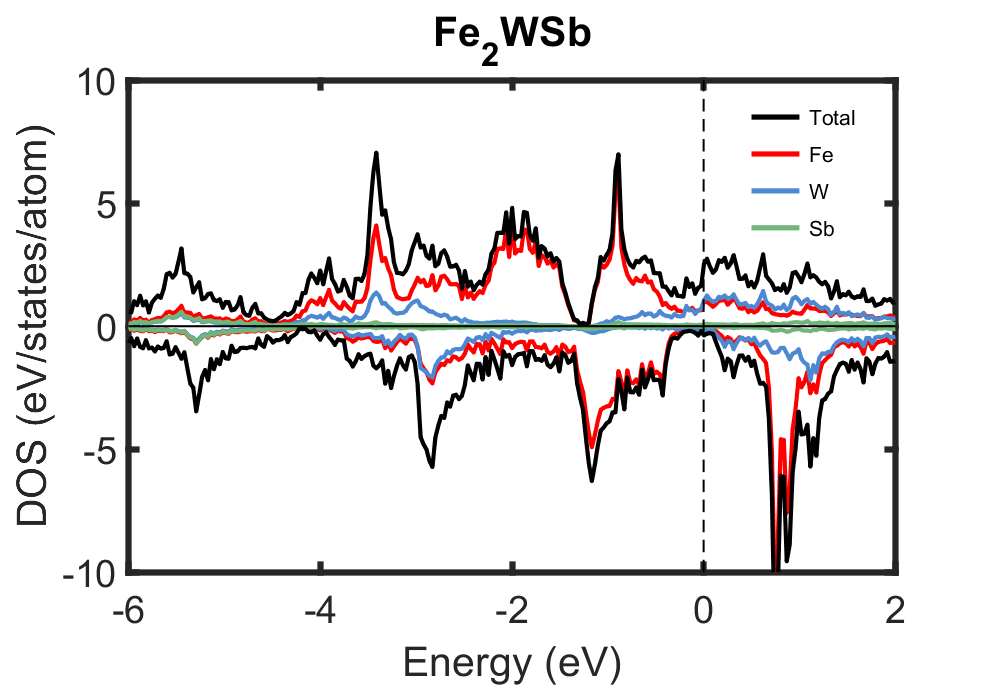 Fe2WSb
10
5
0
-5
-10
DOS (eV/states/atom)
Total
Fe
W
Sb
-6 -4 -2 0 2
Energy (eV)